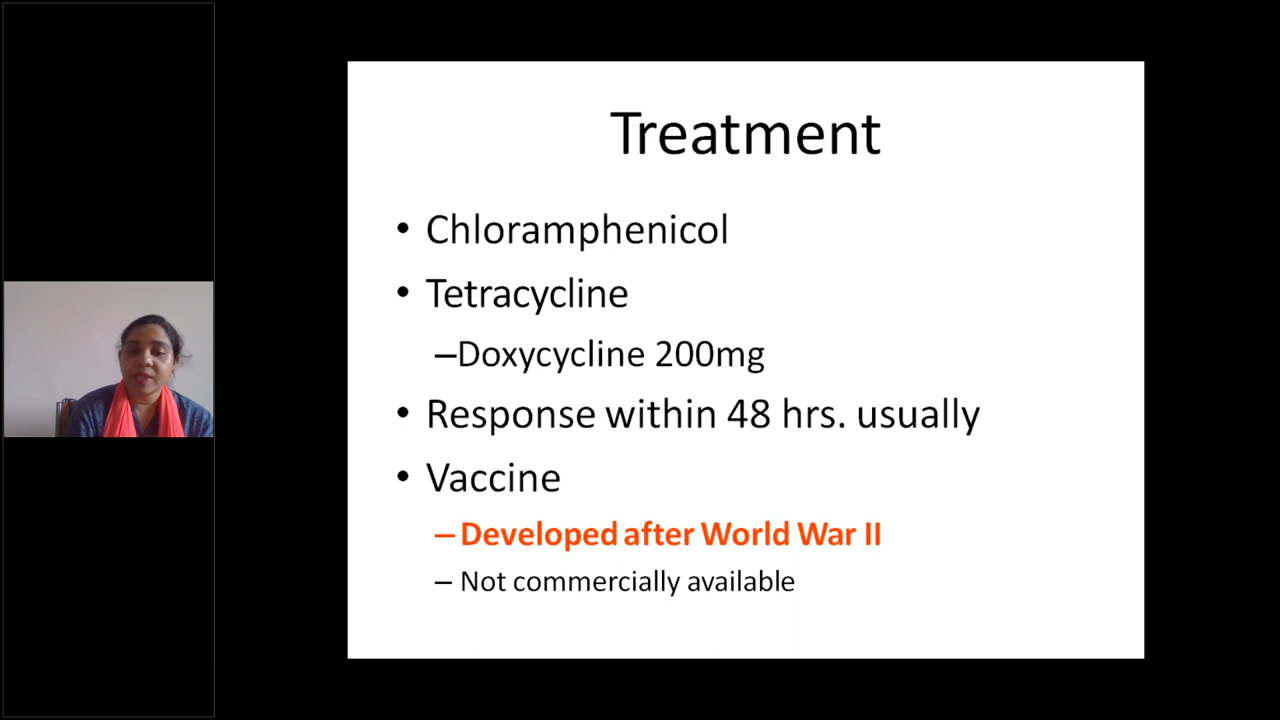 Treatment
• Chloramphenicol
• Tetracycline
–Doxycycline 200mg
• Response within 48 hrs. usually
• Vaccine
– Developed after World War II
– Not commercially available